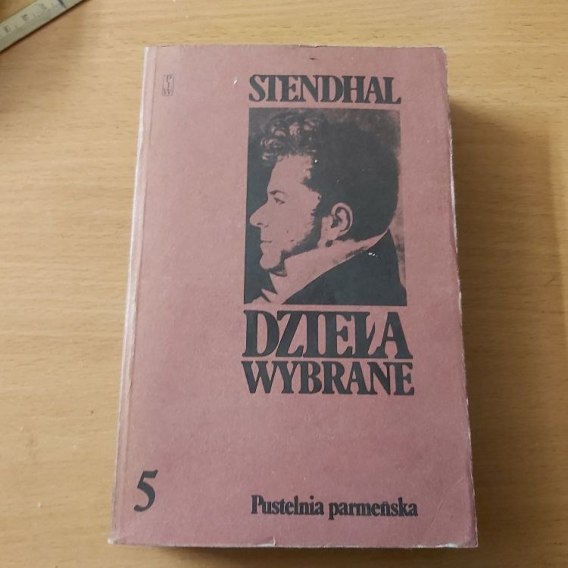 STENDHAL
DZIEŁA
WYBRANE
5
Pustelnia parmeńska